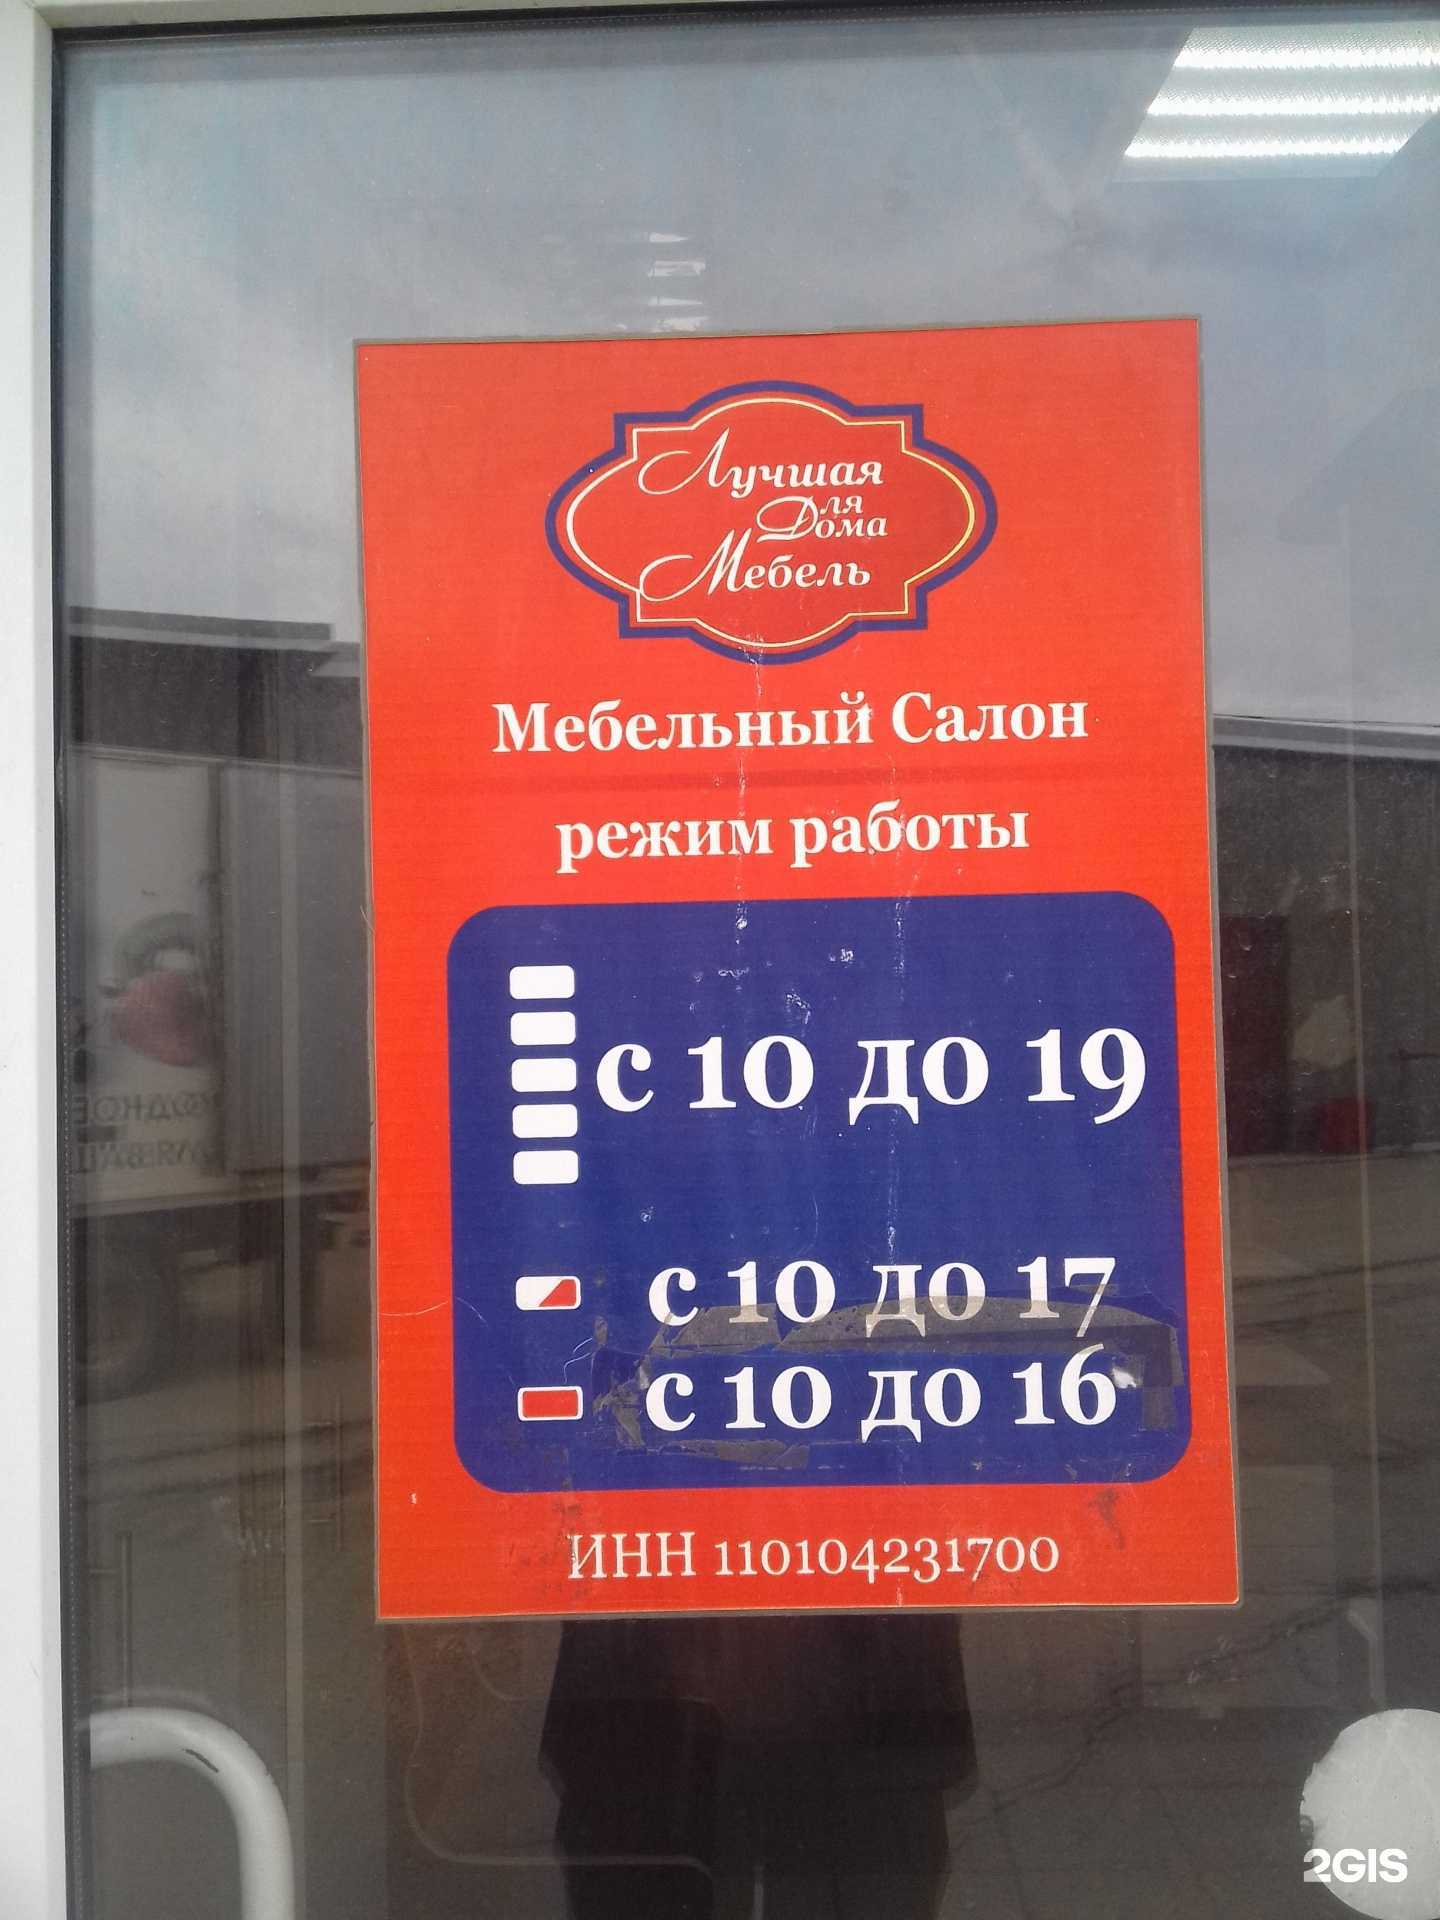 Лучшая
для
Дома
Мебель
Мебельный Салон
режим работы
с 10 до 19
с 10 до 17
с 10 до 16
ИНН 110104231700
2GIS